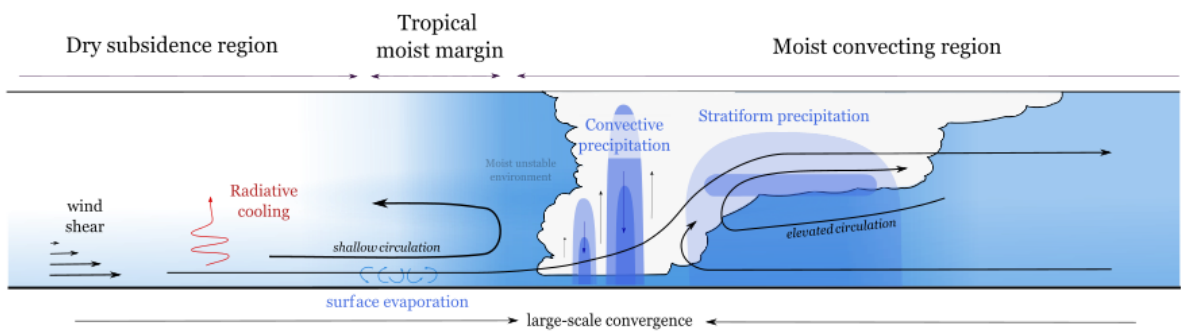 Dry subsidence region
Tropical
moist margin
Moist convecting region
Convective
precipitation
Stratiform precipitation
Moist unstable
environment
Radiative
cooling
wind
shear
shallow circulation
elevated circulation
surface evaporation
large-scale convergence